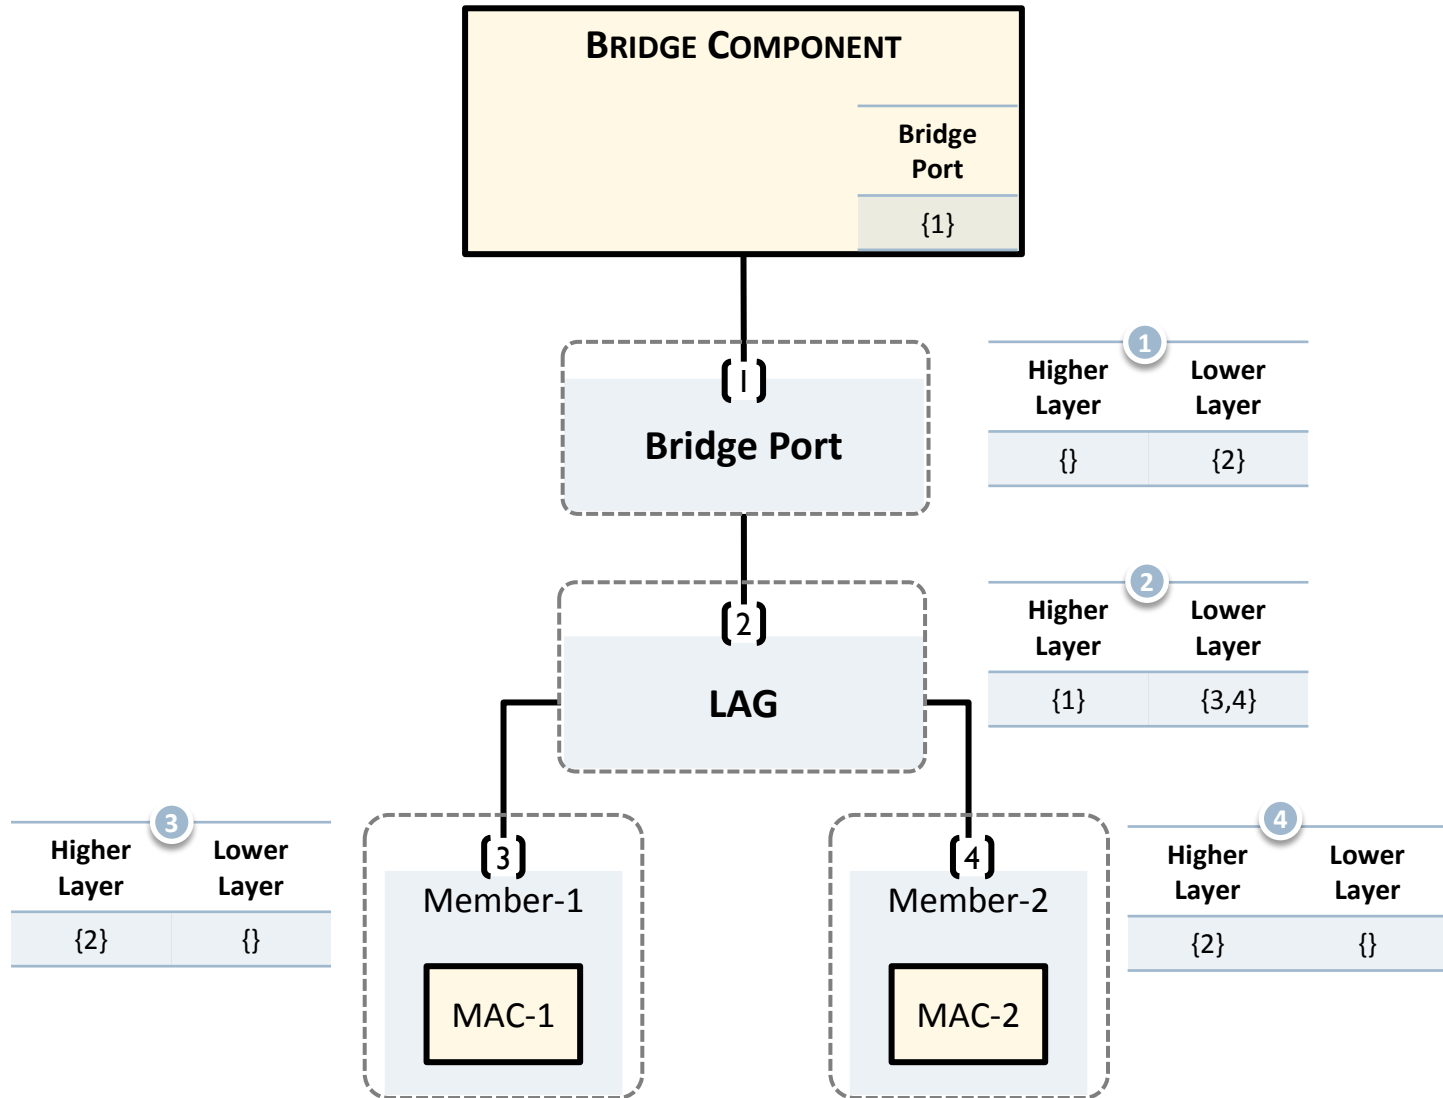 BRIDGE COMPONENT
Bridge
Port
{1}
1
Higher
Layer
Lower
Layer
{}
{2}
1
Bridge Port
2
Higher
Layer
Lower
Layer
{1}
{3,4}
2
LAG
3
Higher
Layer
Lower
Layer
{2}
{}
3
Member-1
MAC-1
4
Member-2
MAC-2
4
Higher
Layer
Lower
Layer
{2}
{}